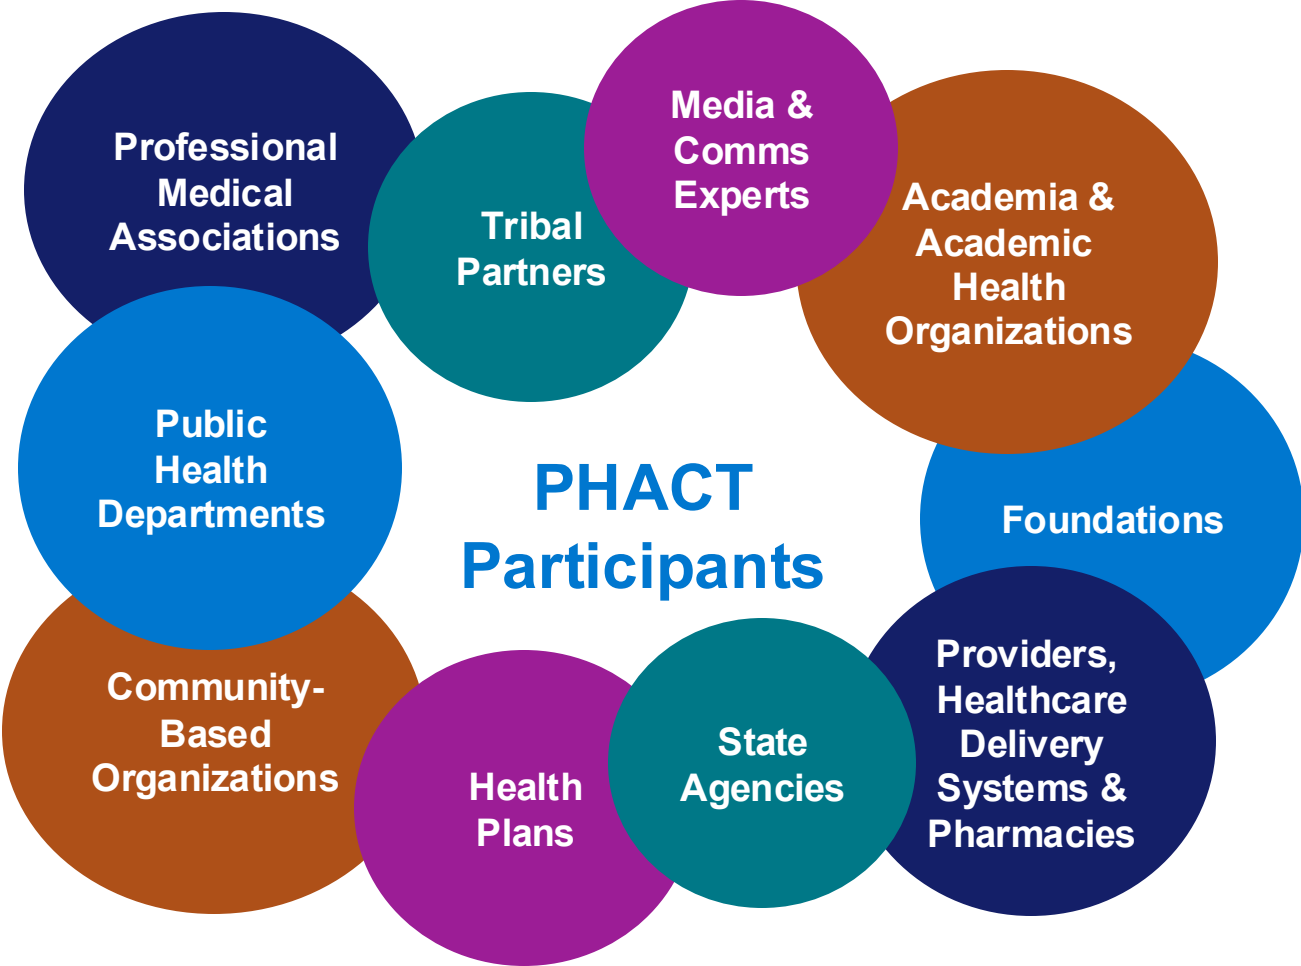 Professional
Medical
Associations
Tribal
Partners
Media &
Comms
Experts
Academia &
Academic
Health
Organizations
Public
Health
Departments
PHACT
Participants
Foundations
Community-
Based
Organizations
Health
Plans
State
Agencies
Providers,
Healthcare
Delivery
Systems &
Pharmacies